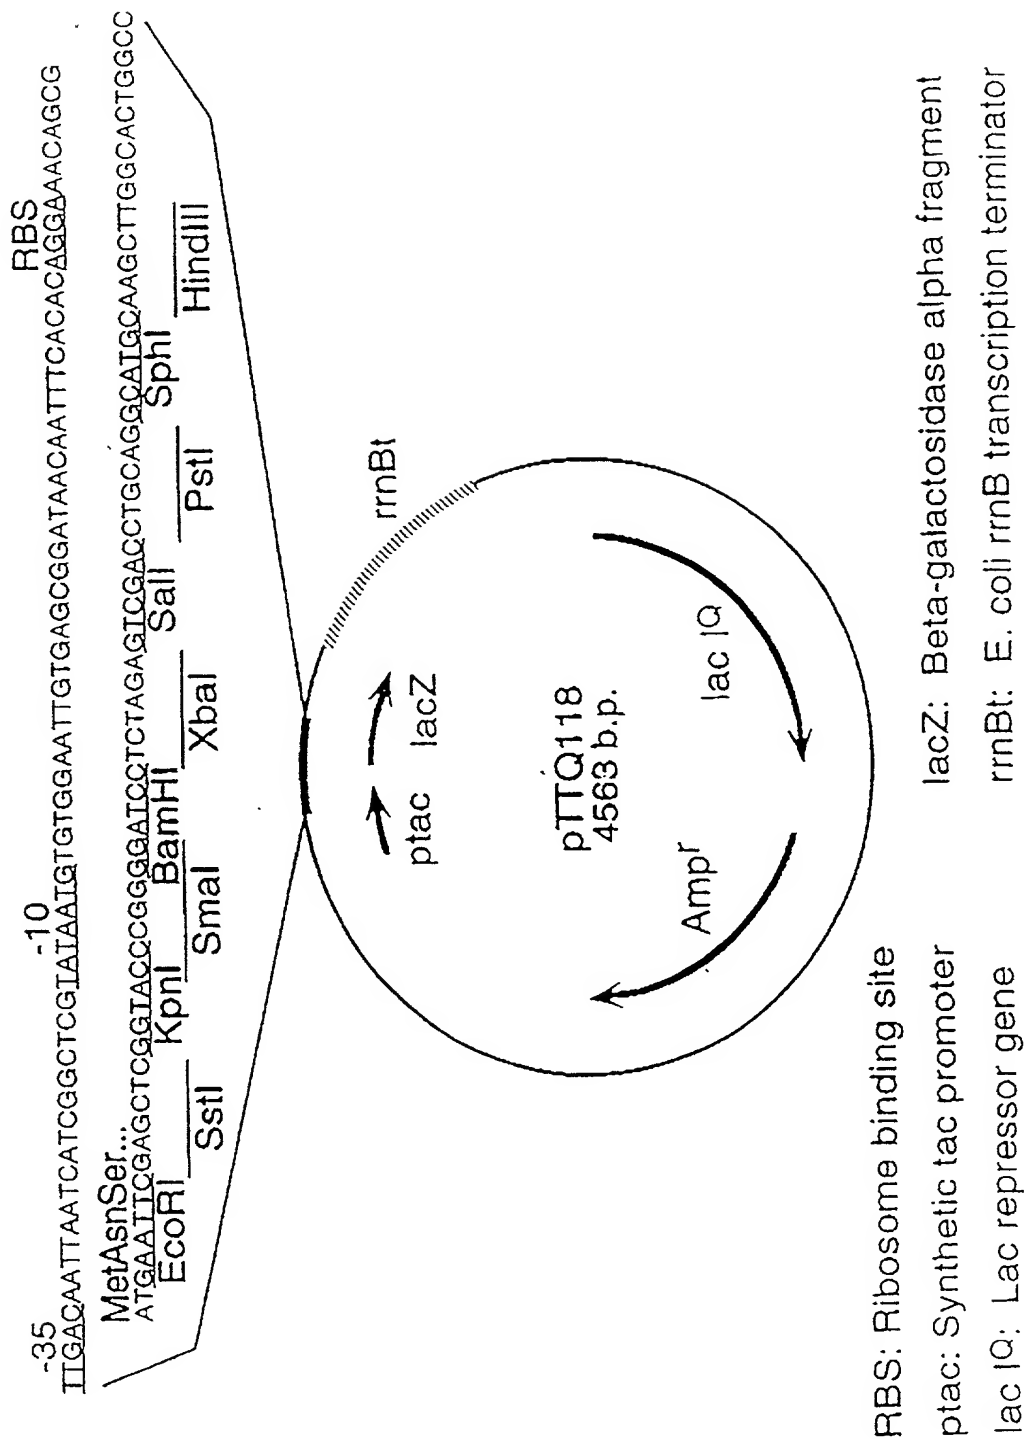 -35 -10 RBS
TTGACAATTAATCATCGGCTCGTATAATGTGTGGAATTGTGAGCGGATAACAATTTCACACAGGAAACAGCG
MetAsnSer...
ATGAATTCGAGCTCGGTACCCGGGGATCCTCTAGAGTCGACCTGCAGGCATGCAAGCTTGGCACTGGCC
EcoRI KpnI BamHI SalI SphI
SstI SmaI XbaI PstI HindIII
rrnBt
ptac lacZ
pTTQ118
4563 b.p.
Ampr
lac IQ
RBS: Ribosome binding site
ptac: Synthetic tac promoter
lac IQ: Lac repressor gene
lacZ: Beta-galactosidase alpha fragment
rrnBt: E. coli rrnB transcription terminator